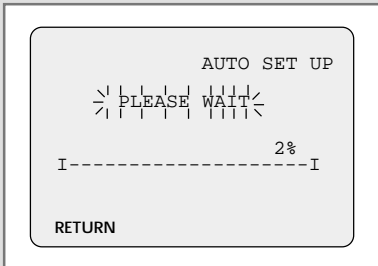 AUTO SET UP
PLEASE WAIT
2%
I--------------------I
RETURN